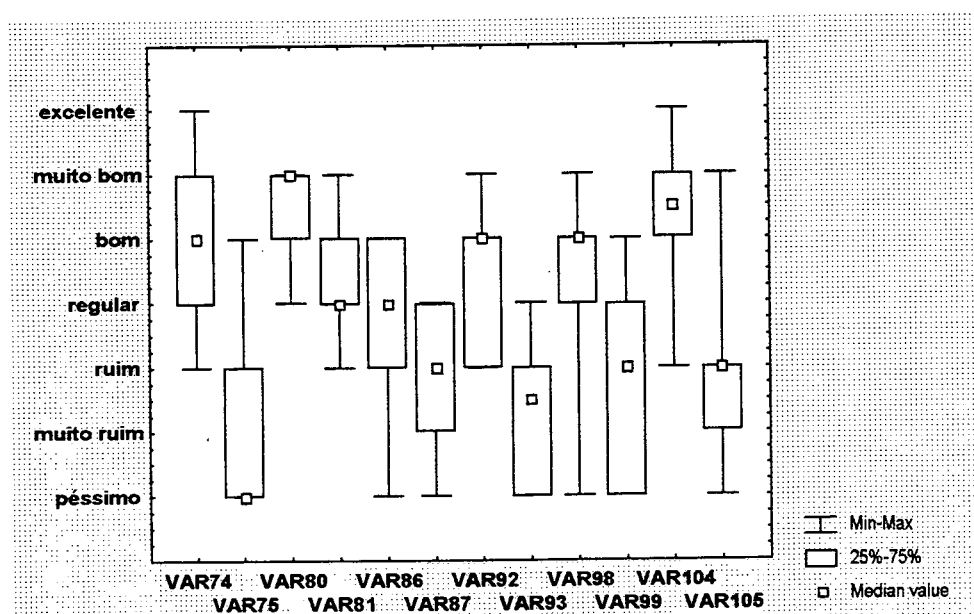 excelente
muito bom
bom
regular
ruim
muito ruim
péssimo
VAR74 VAR80 VAR86 VAR92 VAR98 VAR104
VAR75 VAR81 VAR87 VAR93 VAR99 VAR105
Min-Max
25%-75%
Median value